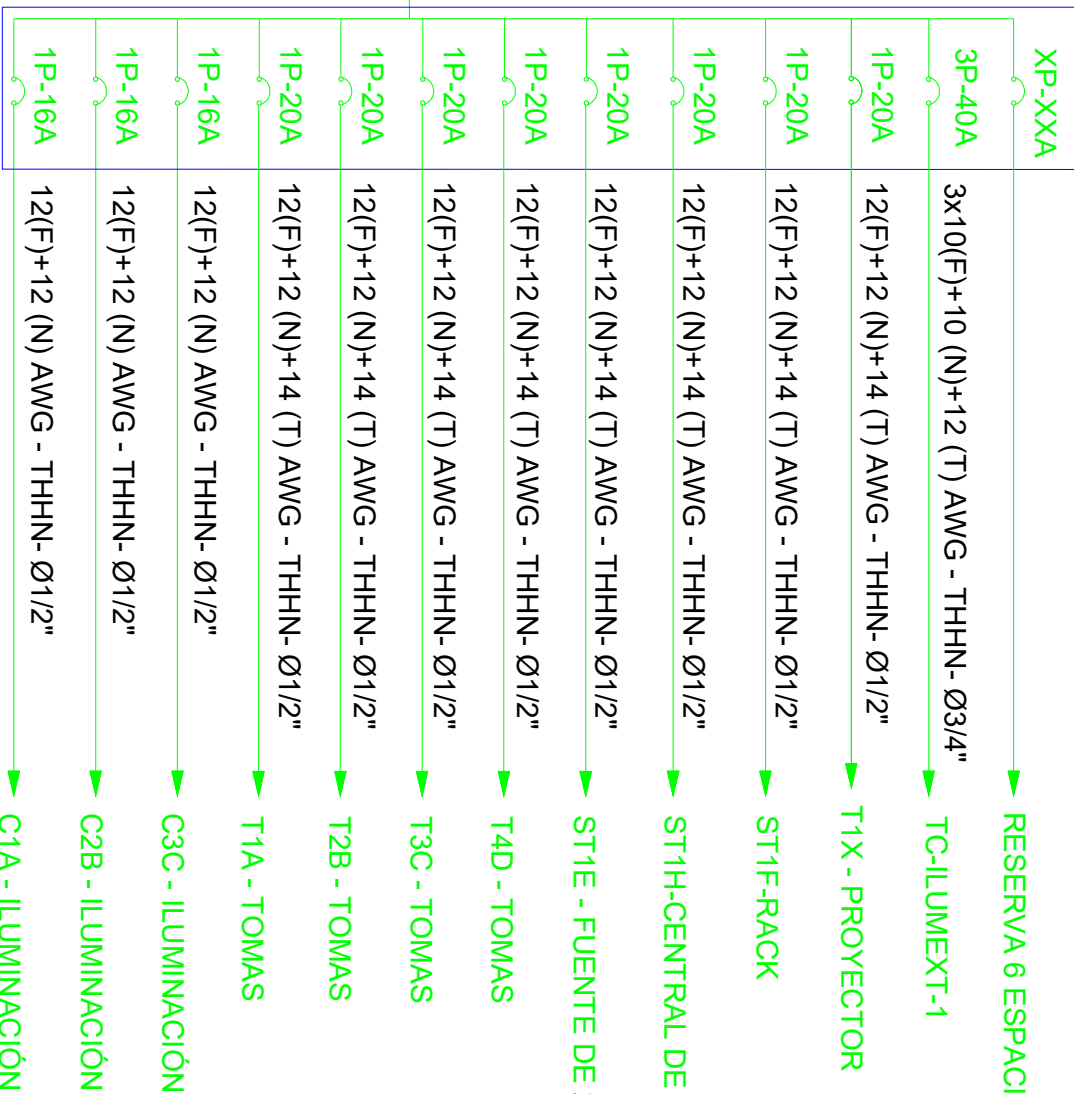 XP-XXA RESERVA 6 ESPACI
3P-40A 3x10(F)+10 (N)+12 (T) AWG - THHN- Ø3/4" TC-ILUMEXT-1
1P-20A 12(F)+12 (N)+14 (T) AWG - THHN- Ø1/2" T1X - PROYECTOR
1P-20A 12(F)+12 (N)+14 (T) AWG - THHN- Ø1/2" ST1F-RACK
1P-20A 12(F)+12 (N)+14 (T) AWG - THHN- Ø1/2" ST1H-CENTRAL DE
1P-20A 12(F)+12 (N)+14 (T) AWG - THHN- Ø1/2" ST1E - FUENTE DE
1P-20A 12(F)+12 (N)+14 (T) AWG - THHN- Ø1/2" T4D - TOMAS
1P-20A 12(F)+12 (N)+14 (T) AWG - THHN- Ø1/2" T3C - TOMAS
1P-20A 12(F)+12 (N)+14 (T) AWG - THHN- Ø1/2" T2B - TOMAS
1P-20A 12(F)+12 (N)+14 (T) AWG - THHN- Ø1/2" T1A - TOMAS
1P-16A 12(F)+12 (N) AWG - THHN- Ø1/2" C3C - ILUMINACIÓN
1P-16A 12(F)+12 (N) AWG - THHN- Ø1/2" C2B - ILUMINACIÓN
1P-16A 12(F)+12 (N) AWG - THHN- Ø1/2" C1A - ILUMINACIÓN